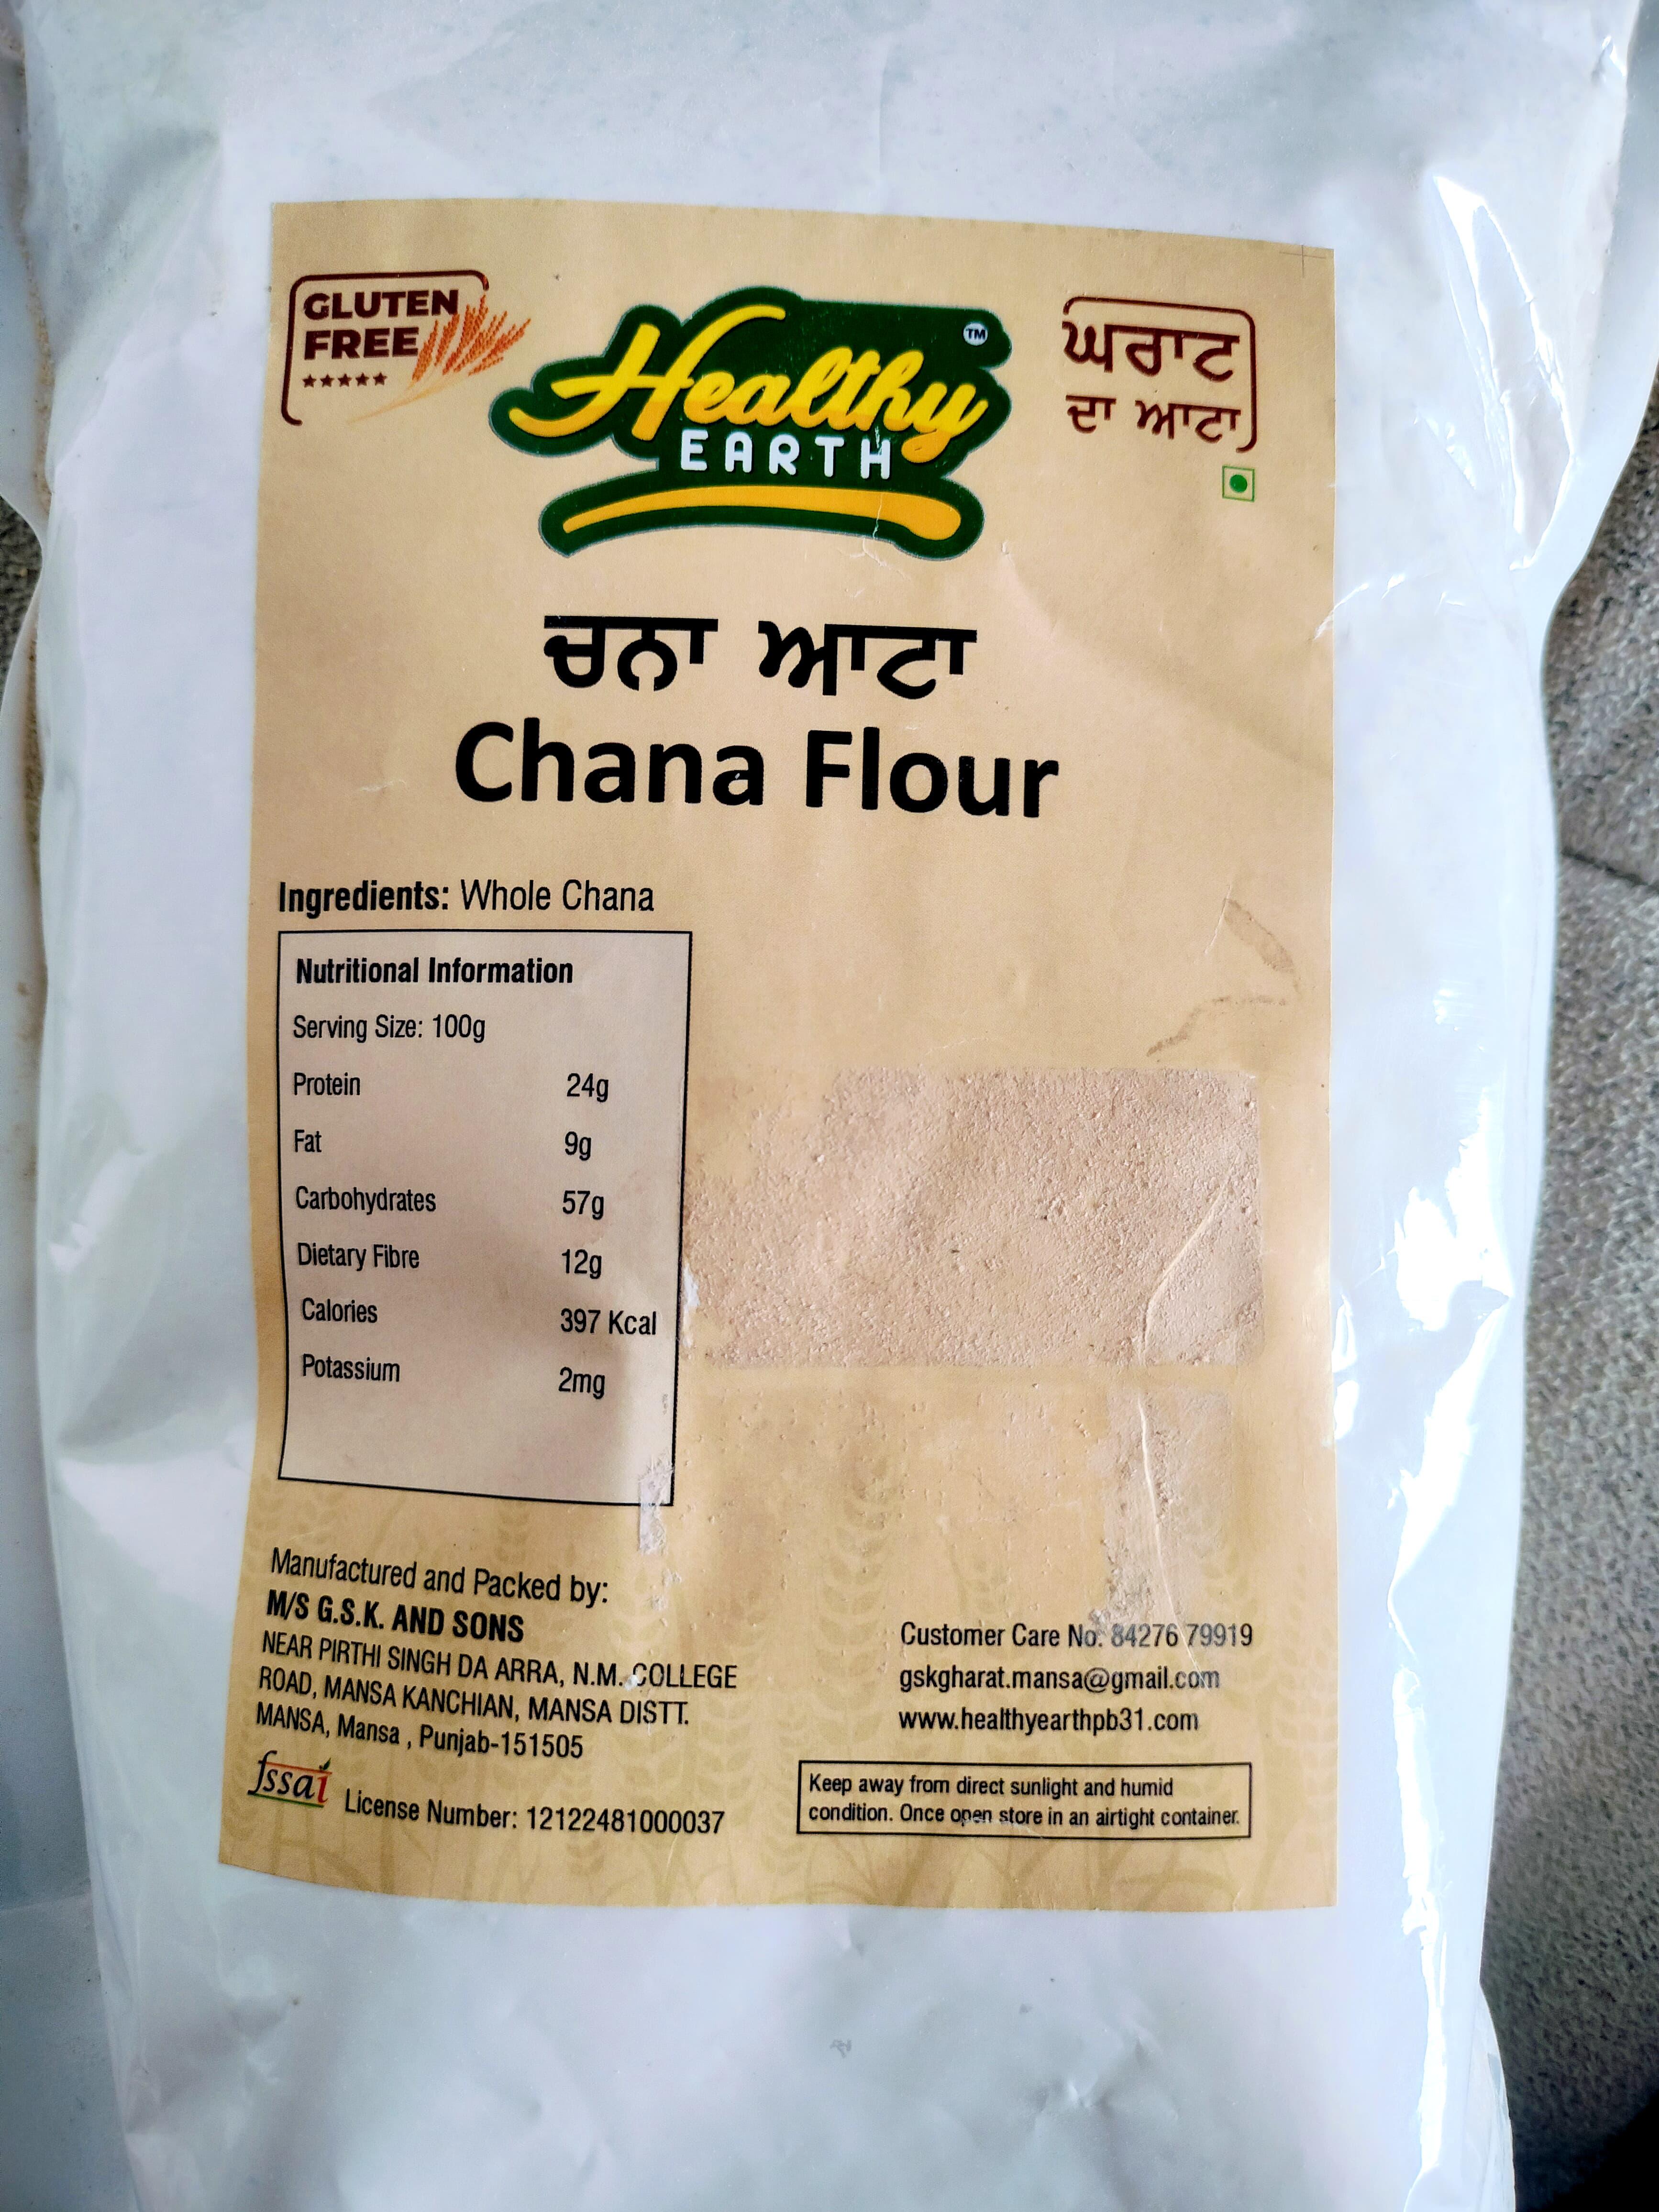 GLUTEN
FREE
Healthy
EARTH
TM
ਘਰਾਟ
ਦਾ ਆਟਾ
ਚਨਾ ਆਟਾ
Chana Flour
Ingredients: Whole Chana
Nutritional Information
Serving Size: 100g
Protein 24g
Fat 9g
Carbohydrates 57g
Dietary Fibre 12g
Calories 397 Kcal
Potassium 2mg
Manufactured and Packed by:
M/S G.S.K. AND SONS
NEAR PIRTHI SINGH DA ARRA, N.M. COLLEGE
ROAD, MANSA KANCHIAN, MANSA DISTT.
MANSA, Mansa , Punjab-151505
fssai License Number: 12122481000037
Customer Care No. 84276 79919
gskgharat.mansa@gmail.com
www.healthyearthpb31.com
Keep away from direct sunlight and humid
condition. Once open store in an airtight container.